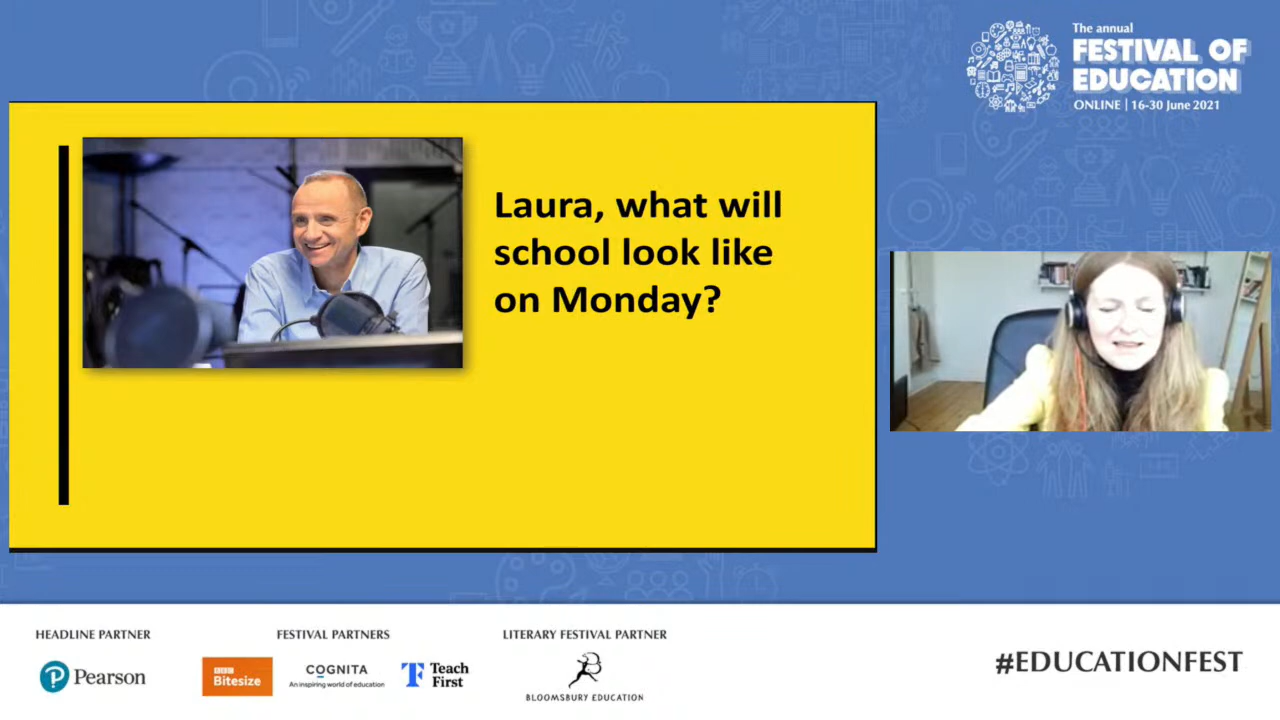 The annual
FESTIVAL OF
EDUCATION
ONLINE | 16-30 June 2021
Laura, what will
school look like
on Monday?
HEADLINE PARTNER
FESTIVAL PARTNERS
LITERARY FESTIVAL PARTNER
Pearson
BBC
Bitesize
COGNITA
An inspiring world of education
Teach
First
BLOOMSBURY EDUCATION
#EDUCATIONFEST